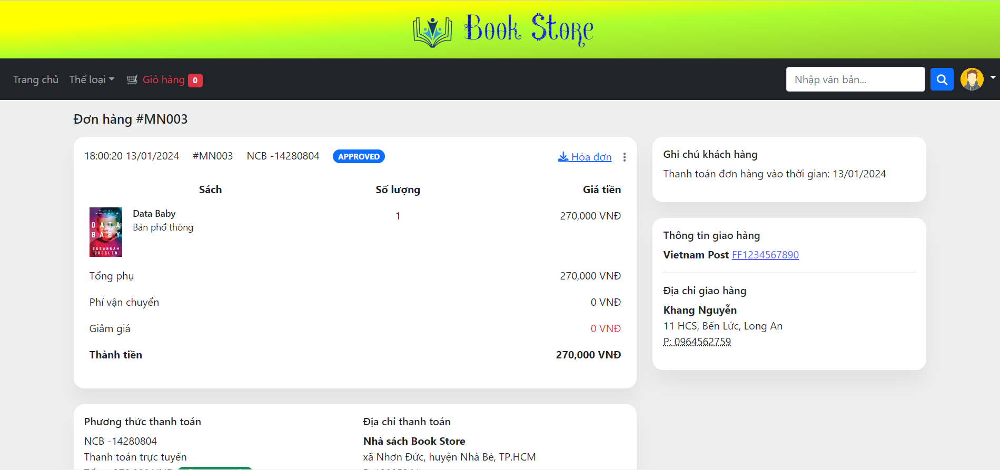 Book Store
Trang chủ Thể loại Giỏ hàng 0 Nhập văn bản...
Đơn hàng #MN003
18:00:20 13/01/2024 #MN003 NCB -14280804 APPROVED Hóa đơn
Sách Số lượng Giá tiền
DATA
BABY
SUSANNAH
BRESLIN
Data Baby 1 270,000 VNĐ
Bản phổ thông
Tổng phụ 270,000 VNĐ
Phí vận chuyển 0 VNĐ
Giảm giá 0 VNĐ
Thành tiền 270,000 VNĐ
Ghi chú khách hàng
Thanh toán đơn hàng vào thời gian: 13/01/2024
Thông tin giao hàng
Vietnam Post FF1234567890
Địa chỉ giao hàng
Khang Nguyễn
11 HCS, Bến Lức, Long An
P: 0964562759
Phương thức thanh toán
NCB -14280804
Thanh toán trực tuyến
Địa chỉ thanh toán
Nhà sách Book Store
xã Nhơn Đức, huyện Nhà Bè, TP.HCM